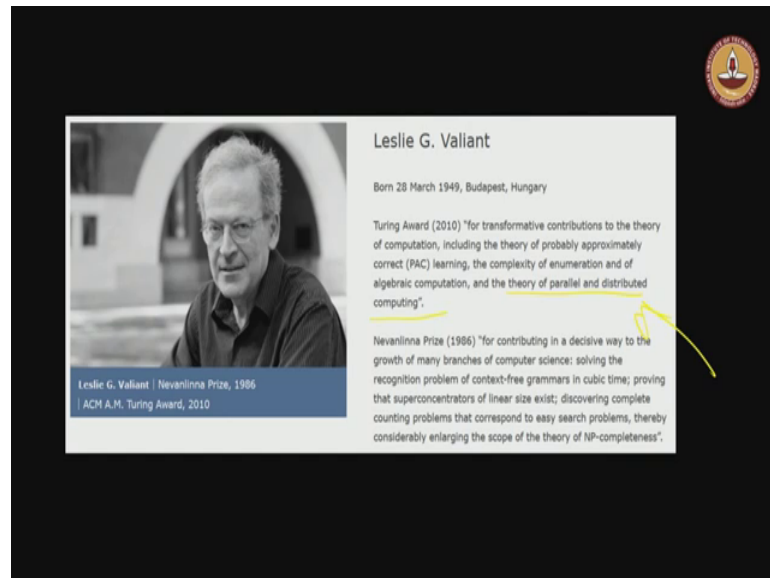 Leslie G. Valiant
Born 28 March 1949, Budapest, Hungary
Turing Award (2010) "for transformative contributions to the theory
of computation, including the theory of probably approximately
correct (PAC) learning, the complexity of enumeration and of
algebraic computation, and the theory of parallel and distributed
computing".
Nevanlinna Prize (1986) "for contributing in a decisive way to the
growth of many branches of computer science: solving the
recognition problem of context-free grammars in cubic time; proving
that superconcentrators of linear size exist; discovering complete
counting problems that correspond to easy search problems, thereby
considerably enlarging the scope of the theory of NP-completeness".
Leslie G. Valiant | Nevanlinna Prize, 1986
| ACM A.M. Turing Award, 2010